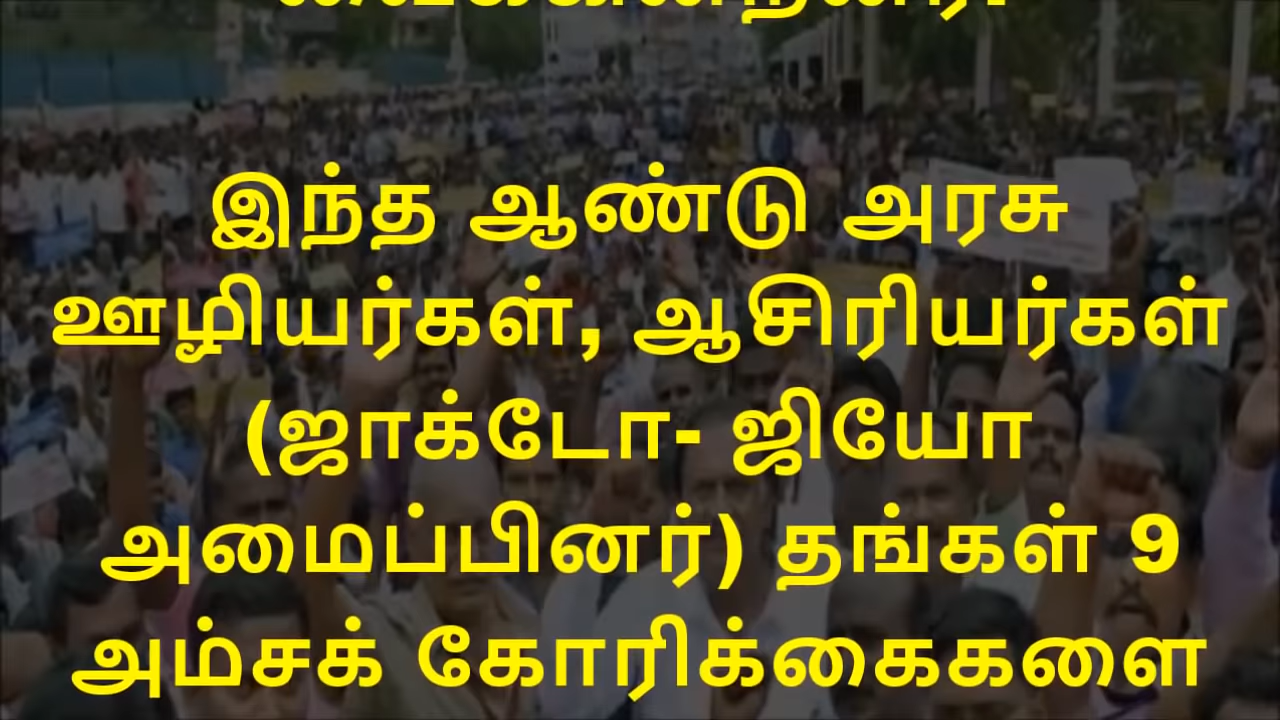 இந்த ஆண்டு அரசு
ஊழியர்கள், ஆசிரியர்கள்
(ஜாக்டோ- ஜியோ
அமைப்பினர்) தங்கள் 9
அம்சக் கோரிக்கைகளை